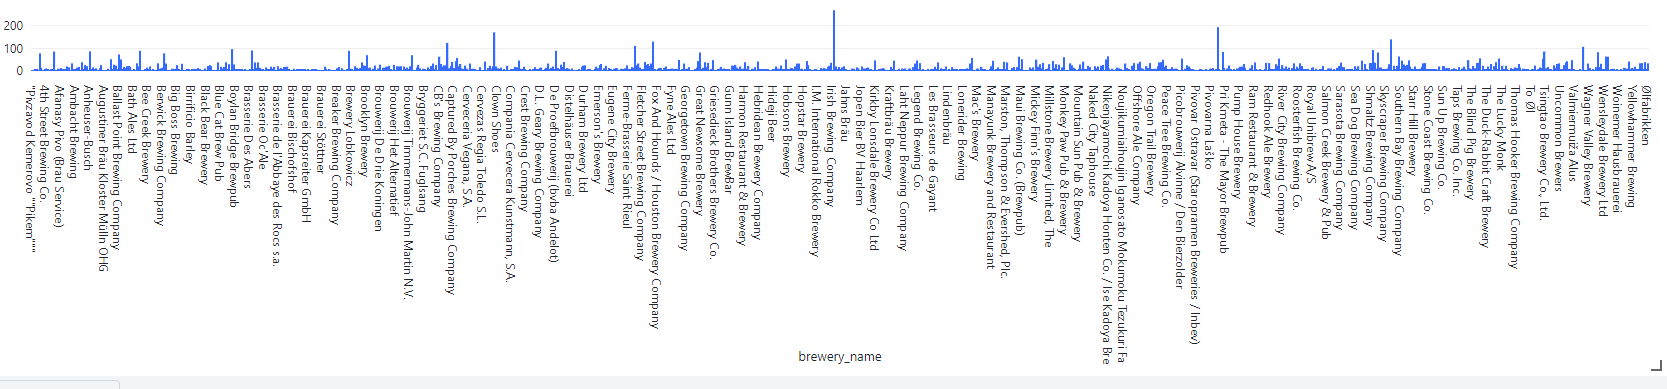 200
100
0
"Pivzavod Kemerovo ""Pikem"""
4th Street Brewing Co.
Afanasy Pivo (Brau Service)
Ambacht Brewing
Anheuser-Busch
Augustiner Bräu Kloster Mülln OHG
Ballast Point Brewing Company
Bath Ales Ltd
Bee Creek Brewery
Berwick Brewing Company
Big Boss Brewing
Birrificio Barley
Black Bear Brewery
Blue Cat Brew Pub
Boylan Bridge Brewpub
Brasserie Des Abers
Brasserie Oc'Ale
Brasserie de l'Abbaye des Rocs s.a.
Brauerei Bischofshof
Brauerei Kapsreiter GmbH
Brauerei Stöttner
Breaker Brewing Company
Brewery Lobkowicz
Brooklyn Brewery
Brouwerij De Drie Koningen
Brouwerij Het Alternatief
Brouwerij Timmermans-John Martin N.V.
Bryggeriet S.C. Fuglsang
CB's Brewing Company
Captured By Porches Brewing Company
Cerveceria Vegana, S.A.
Cervezas Regia Toledo S.L.
Clown Shoes
Compania Cervecera Kunstmann, S.A.
Crest Brewing Company
D.L. Geary Brewing Company
De Proefbrouwerij (bvba Andelot)
Distelhäuser Brauerei
Durham Brewery Ltd
Emerson's Brewery
Eugene City Brewery
Ferme-Brasserie Saint Rieul
Fletcher Street Brewing Company
Fox And Hounds / Houston Brewery Company
Fyne Ales Ltd
Georgetown Brewing Company
Great Newsome Brewery
Griesedieck Brothers Brewery Co.
Gunn Island Brewbar
Harmon Restaurant & Brewery
Hebridean Brewing Company
Hideji Beer
Hobsons Brewery
Hopstar Brewery
I.M. International Rokko Brewery
Irish Brewing Company
Jahns Bräu
Jopen Bier BV Haarlem
Kirkby Lonsdale Brewery Co Ltd
Kraftbräu Brewery
Laht Neppur Brewing Company
Legend Brewing Co.
Les Brasseurs de Gayant
Lindenbräu
Lonerider Brewing
Mac's Brewery
Manayunk Brewery and Restaurant
Marston, Thompson & Evershed, Plc.
Maui Brewing Co. (Brewpub)
Mickey Finn's Brewery
Millstone Brewery Limited, The
Monkey Paw Pub & Brewery
Mountain Sun Pub & Brewery
Naked City Taphouse
Nikenjayamochi Kadoya Honten Co. / Ise Kadoya Bre
Noujikumiaihoujin Iganosato Mokumoku Tezukuri Fa
Offshore Ale Company
Oregon Trail Brewery
Peace Tree Brewing Co.
Picobrouwerij Alvinne / Den Bierzolder
Pivovar Ostravar (Staropramen Breweries / Inbev)
Pivovarna Laško
Pri Kmeta - The Mayor Brewpub
Pump House Brewery
Ram Restaurant & Brewery
Redhook Ale Brewery
River City Brewing Company
Roosterfish Brewing Co.
Royal Unibrew A/S
Salmon Creek Brewery & Pub
Sarasota Brewing Company
Sea Dog Brewing Company
Shmaltz Brewing Company
Skyscraper Brewing Company
Southern Bay Brewing Company
Starr Hill Brewery
Stone Coast Brewing Co.
Sun Up Brewing Co.
Taps Brewing Co. Inc.
The Blind Pig Brewery
The Duck-Rabbit Craft Brewery
The Lucky Monk
Thomas Hooker Brewing Company
To Øl
Tsingtao Brewery Co., Ltd.
Uncommon Brewers
Valmiermuiža Alus
Wagner Valley Brewery
Wensleydale Brewery Ltd
Wönnemer Hausbrauerei
Yellowhammer Brewing
Ølfabrikken
brewery_name